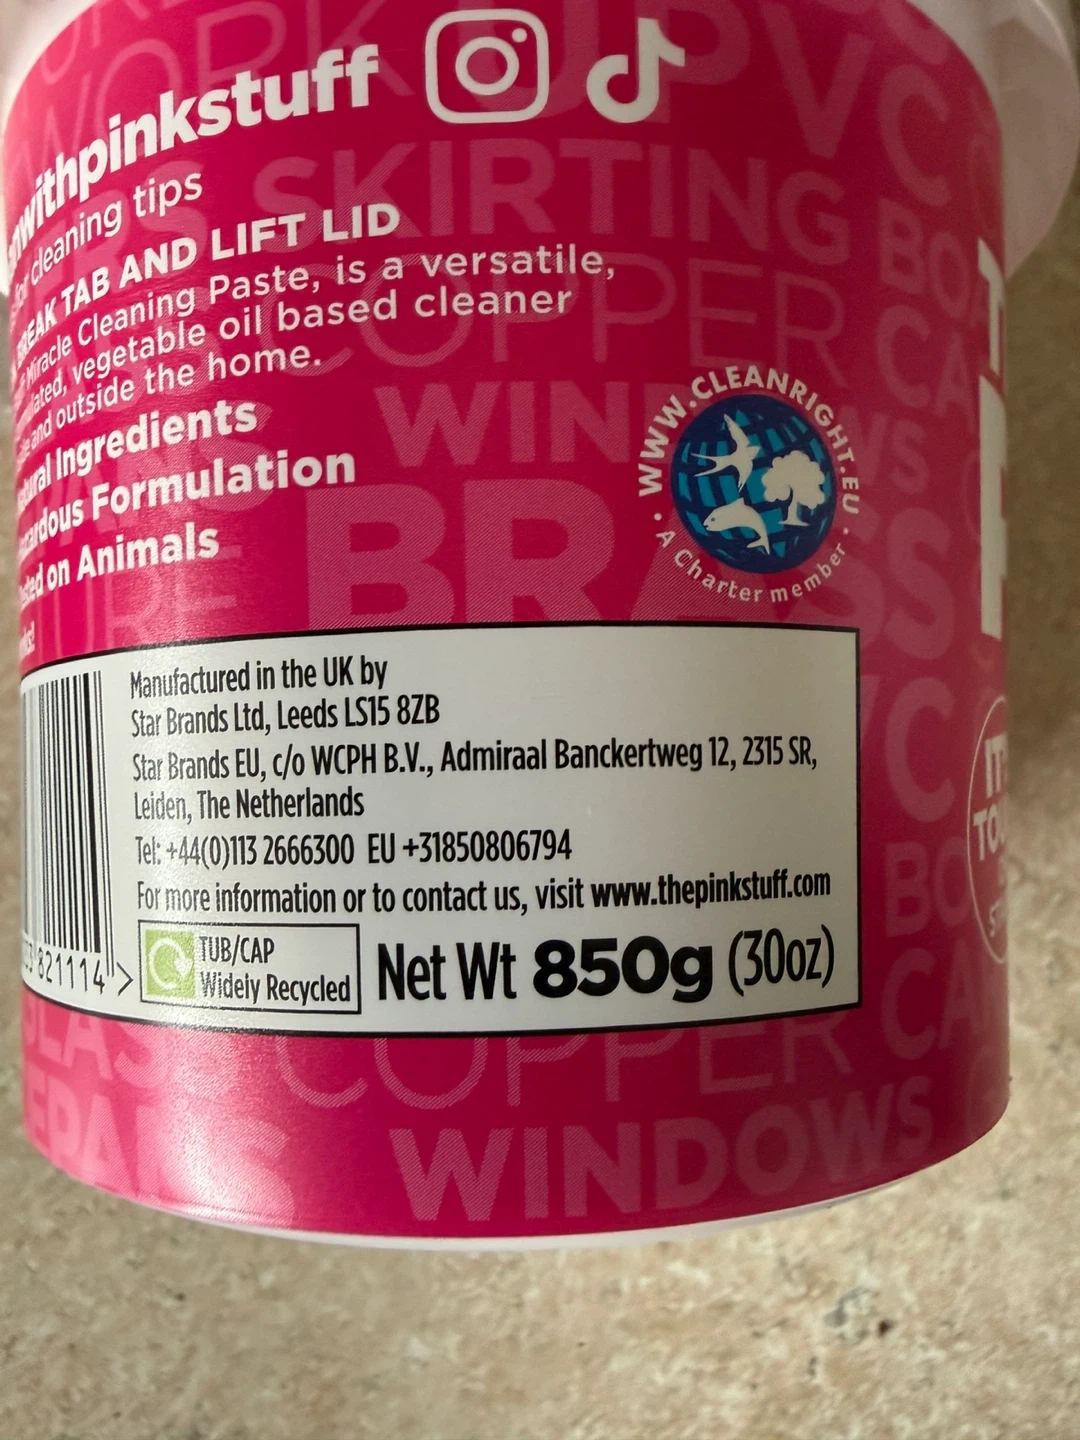 withpinkstuff
for cleaning tips
BREAK TAB AND LIFT LID
Miracle Cleaning Paste, is a versatile,
vegetable oil based cleaner
and outside the home.
Ingredients
Formulation
on Animals
WWW.CLEANRIGHT.EU
A Charter member
UPVC
SKIRTING
COPPER
BRASS
Manufactured in the UK by
Star Brands Ltd, Leeds LS15 8ZB
Star Brands EU, c/o WCPH B.V., Admiraal Banckertweg 12, 2315 SR,
Leiden, The Netherlands
Tel: +44(0)113 2666300 EU +31850806794
For more information or to contact us, visit www.thepinkstuff.com
821114 >
TUB/CAP
Widely Recycled
Net Wt 850g (30oz)
COPPER
WINDOWS